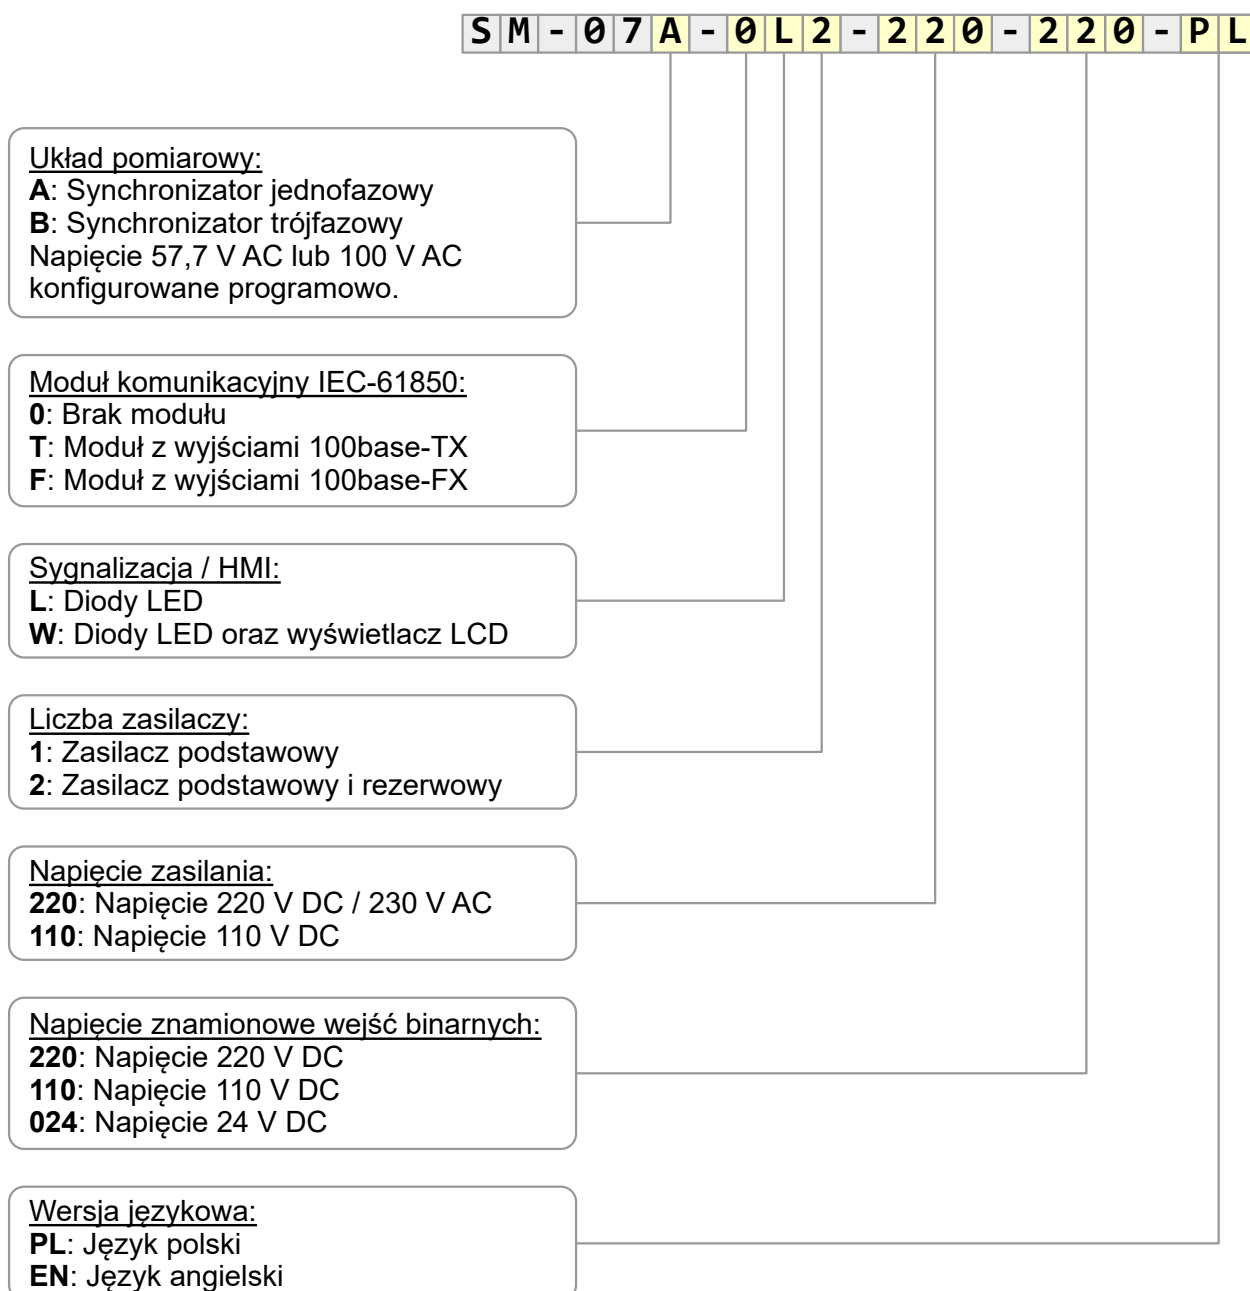 SM-07A-0L2-220-220-PL
Układ pomiarowy:
A: Synchronizator jednofazowy
B: Synchronizator trójfazowy
Napięcie 57,7 V AC lub 100 V AC
konfigurowane programowo.
Moduł komunikacyjny IEC-61850:
0: Brak modułu
T: Moduł z wyjściami 100base-TX
F: Moduł z wyjściami 100base-FX
Sygnalizacja / HMI:
L: Diody LED
W: Diody LED oraz wyświetlacz LCD
Liczba zasilaczy:
1: Zasilacz podstawowy
2: Zasilacz podstawowy i rezerwowy
Napięcie zasilania:
220: Napięcie 220 V DC / 230 V AC
110: Napięcie 110 V DC
Napięcie znamionowe wejść binarnych:
220: Napięcie 220 V DC
110: Napięcie 110 V DC
024: Napięcie 24 V DC
Wersja językowa:
PL: Język polski
EN: Język angielski